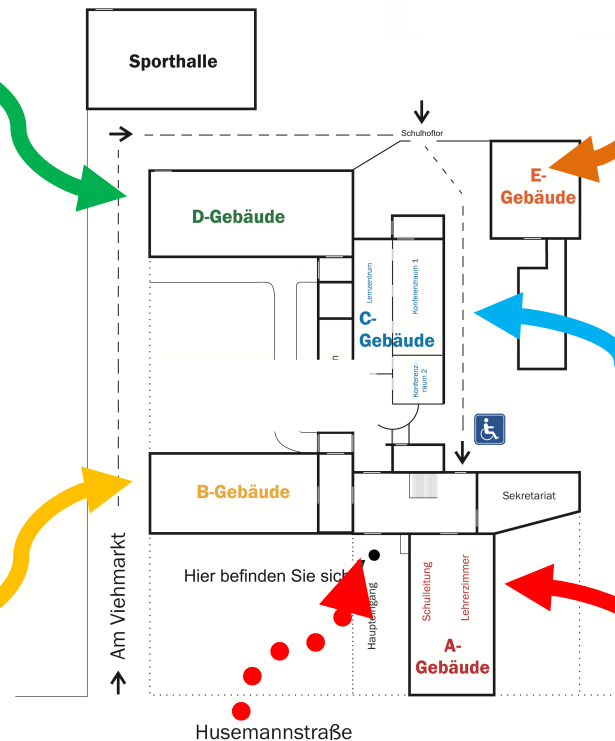 Sporthalle
Schulhoftor
E-
Gebäude
D-Gebäude
Lernzentrum
Konferenzraum 1
C-
Gebäude
Konferenz-
raum 2
B-Gebäude
Sekretariat
Am Viehmarkt
Hier befinden Sie sich
Haupteingang
Schulleitung
Lehrerzimmer
A-
Gebäude
Husemannstraße